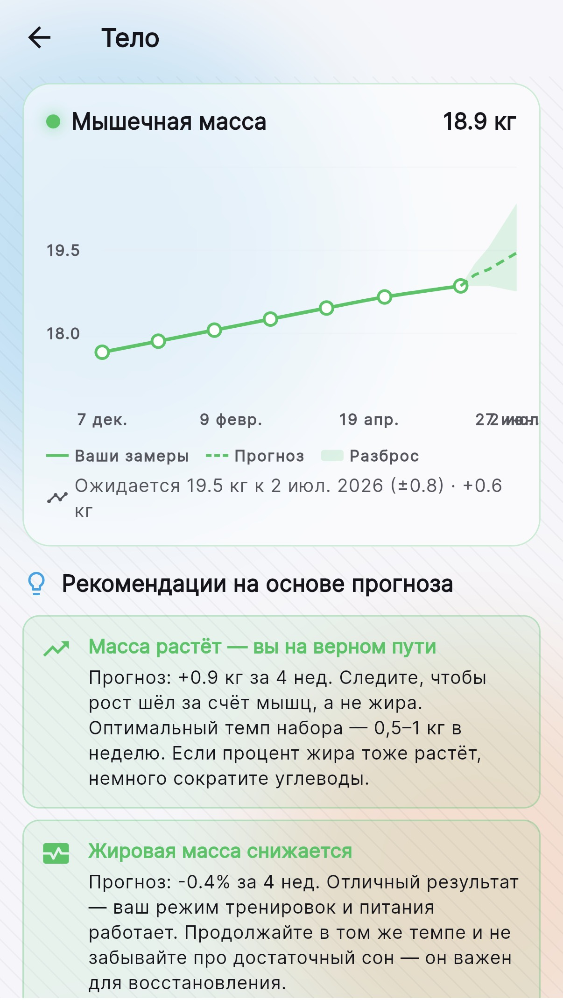 Тело
Мышечная масса
18.9 кг
19.5
18.0
7 дек.
9 февр.
19 апр.
27
2 июл.
Ваши замеры
Прогноз
Разброс
Ожидается 19.5 кг к 2 июл. 2026 (±0.8) · +0.6
кг
Рекомендации на основе прогноза
Масса растёт — вы на верном пути
Прогноз: +0.9 кг за 4 нед. Следите, чтобы
рост шёл за счёт мышц, а не жира.
Оптимальный темп набора — 0,5–1 кг в
неделю. Если процент жира тоже растёт,
немного сократите углеводы.
Жировая масса снижается
Прогноз: -0.4% за 4 нед. Отличный результат
— ваш режим тренировок и питания
работает. Продолжайте в том же темпе и не
забывайте про достаточный сон — он важен
для восстановления.